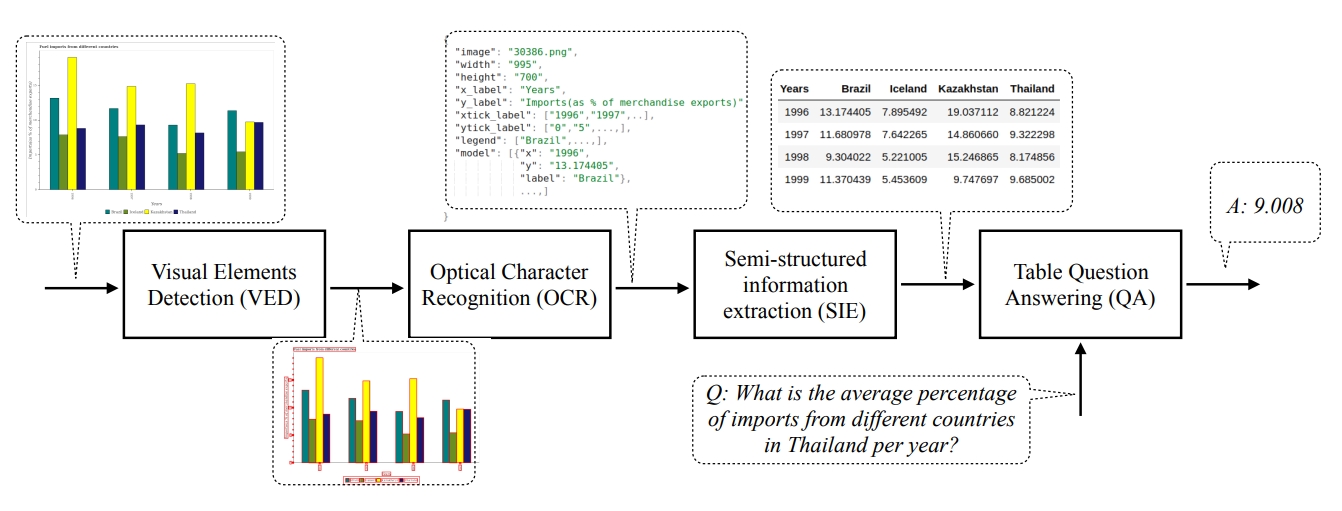 Fuel imports from different countries
Years
Brazil Iceland Kazakhstan Thailand
"image": "30386.png",
"width": "995",
"height": "700",
"x_label": "Years",
"y_label": "Imports(as % of merchandise exports)"
"xtick_label": ["1996","1997",..],
"ytick_label": ["0","5",...,],
"legend": ["Brazil",...,],
"model": [{"x": "1996",
"y": "13.174405",
"label": "Brazil"},
...,]
}
Years Brazil Iceland Kazakhstan Thailand
1996 13.174405 7.895492 19.037112 8.821224
1997 11.680978 7.642265 14.860660 9.322298
1998 9.304022 5.221005 15.246865 8.174856
1999 11.370439 5.453609 9.747697 9.685002
A: 9.008
Visual Elements
Detection (VED)
Optical Character
Recognition (OCR)
Semi-structured
information
extraction (SIE)
Table Question
Answering (QA)
Fuel imports from different countries
Q: What is the average percentage
of imports from different countries
in Thailand per year?